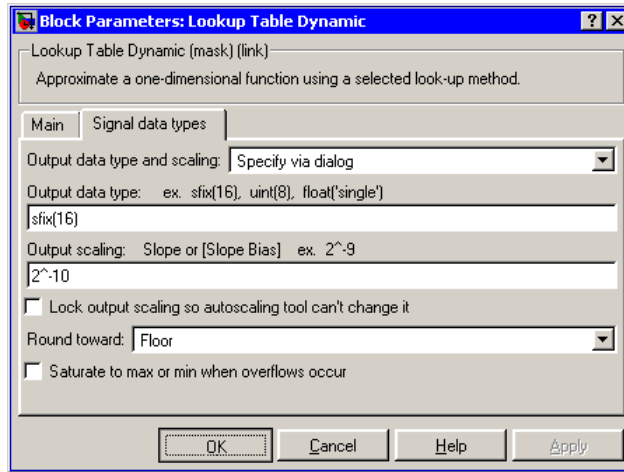 Block Parameters: Lookup Table Dynamic
Lookup Table Dynamic (mask) (link)
Approximate a one-dimensional function using a selected look-up method.
Main Signal data types
Output data type and scaling: Specify via dialog
Output data type: ex. sfix(16), uint(8), float('single')
sfix(16)
Output scaling: Slope or [Slope Bias] ex. 2^-9
2^-10
Lock output scaling so autoscaling tool can't change it
Round toward: Floor
Saturate to max or min when overflows occur
OK Cancel Help Apply